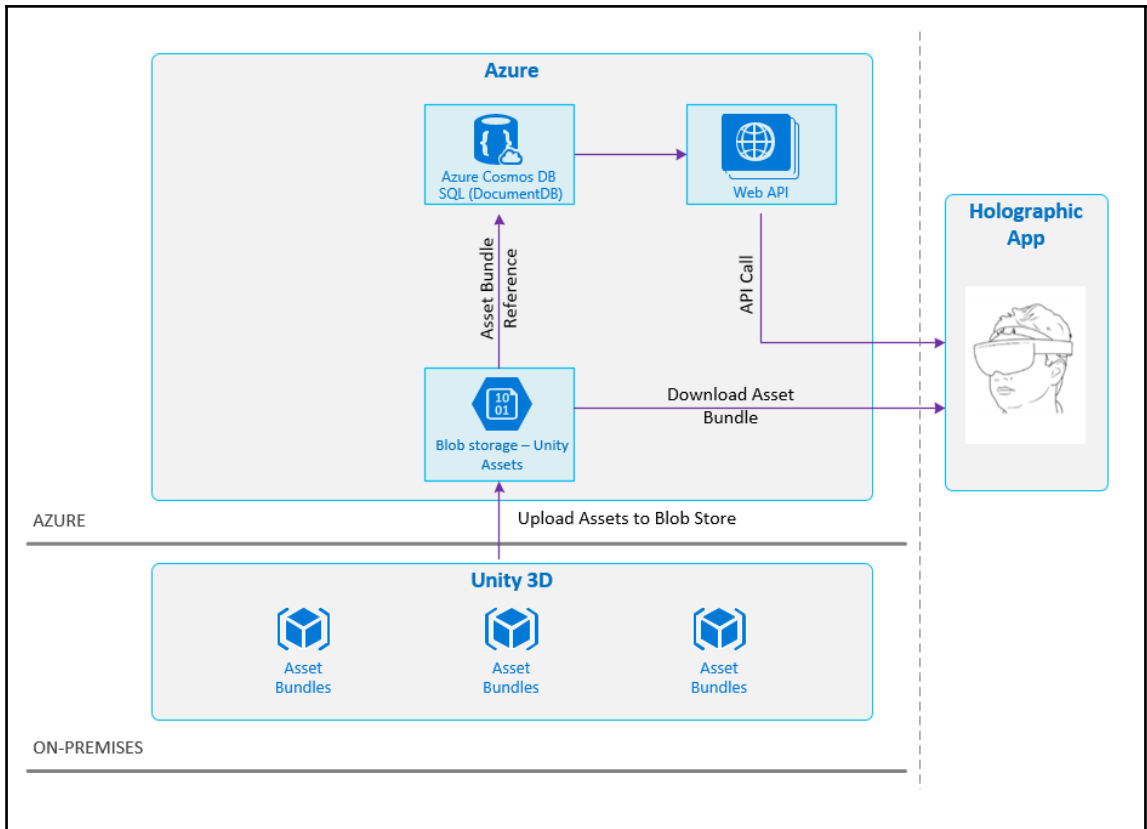 Azure
Azure Cosmos DB
SQL (DocumentDB)
Web API
Holographic
App
Asset Bundle
Reference
API Call
10
01
Blob storage – Unity
Assets
Download Asset
Bundle
AZURE
Upload Assets to Blob Store
Unity 3D
Asset
Bundles
Asset
Bundles
Asset
Bundles
ON-PREMISES